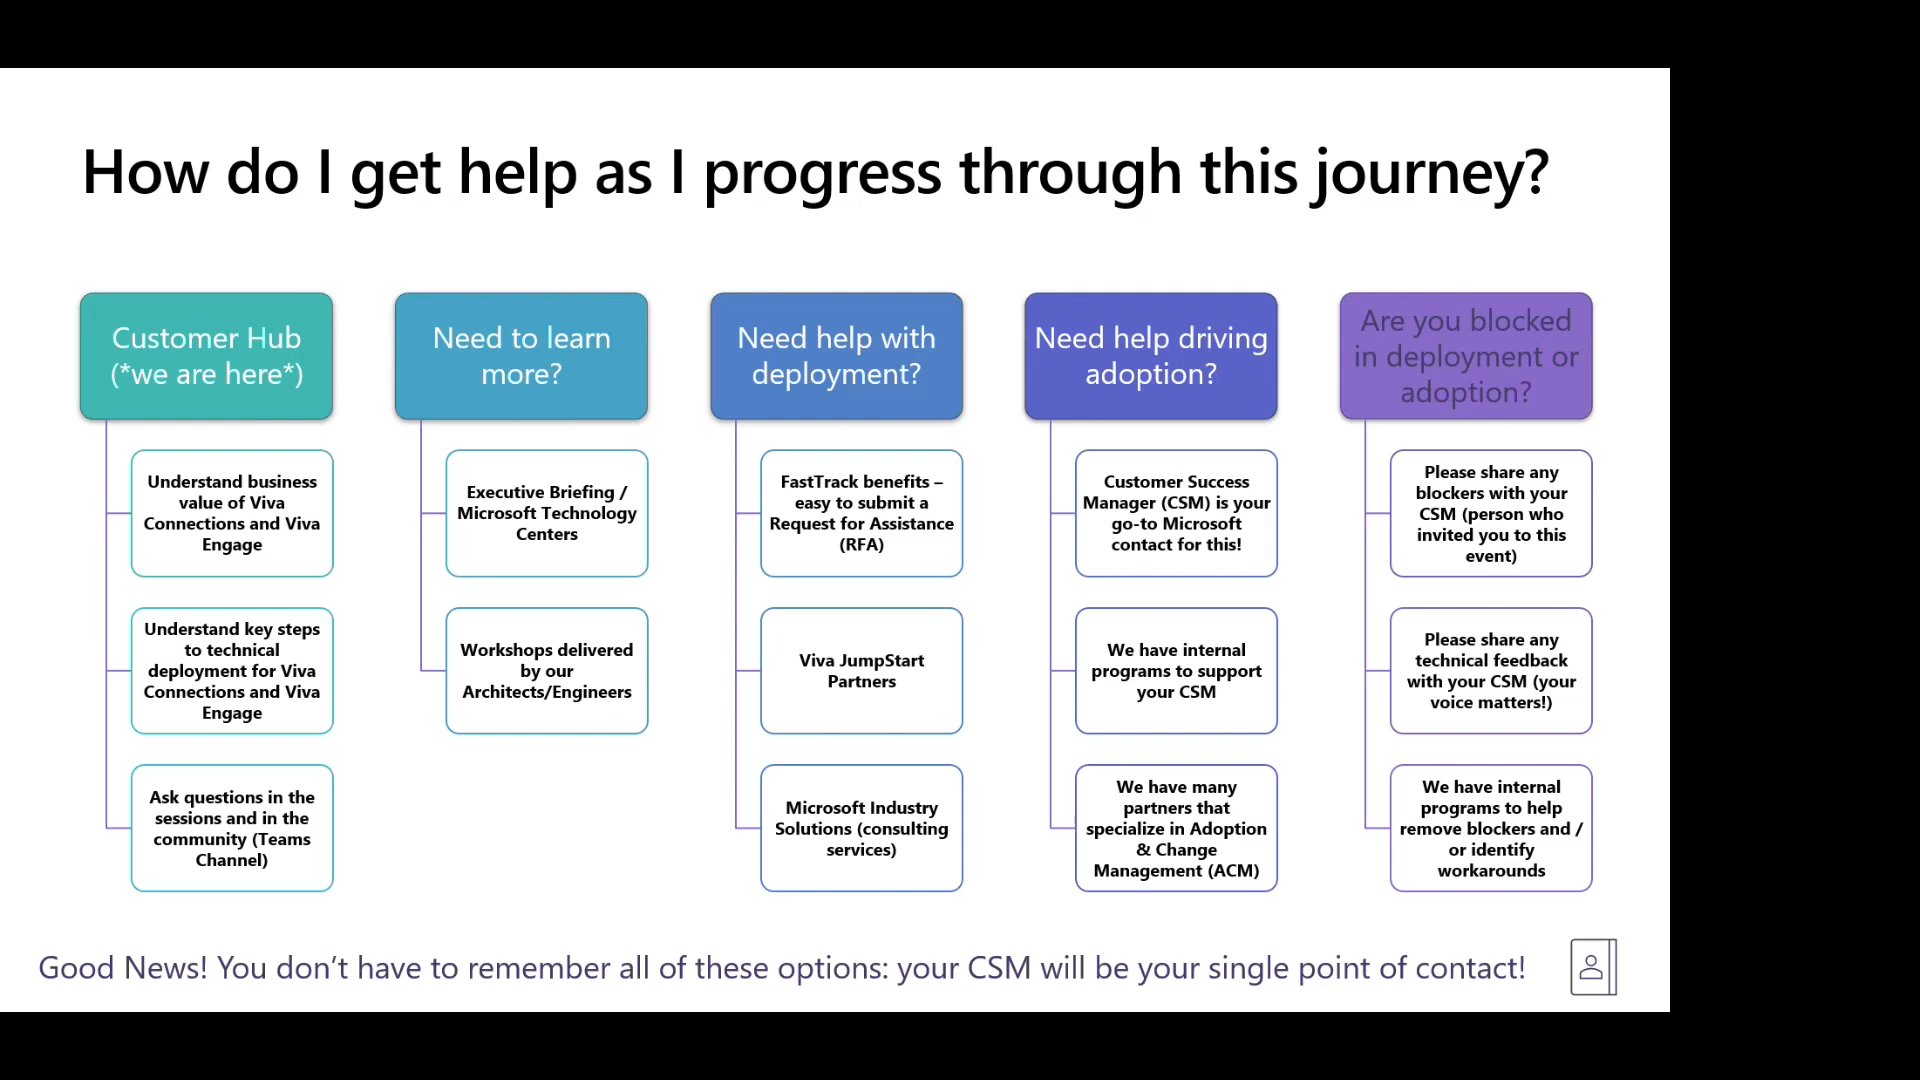 How do I get help as I progress through this journey?
Customer Hub
(*we are here*)
Understand business
value of Viva
Connections and Viva
Engage
Understand key steps
to technical
deployment for Viva
Connections and Viva
Engage
Ask questions in the
sessions and in the
community (Teams
Channel)
Need to learn
more?
Executive Briefing /
Microsoft Technology
Centers
Workshops delivered
by our
Architects/Engineers
Need help with
deployment?
FastTrack benefits –
easy to submit a
Request for Assistance
(RFA)
Viva JumpStart
Partners
Microsoft Industry
Solutions (consulting
services)
Need help driving
adoption?
Customer Success
Manager (CSM) is your
go-to Microsoft
contact for this!
We have internal
programs to support
your CSM
We have many
partners that
specialize in Adoption
& Change
Management (ACM)
Are you blocked
in deployment or
adoption?
Please share any
blockers with your
CSM (person who
invited you to this
event)
Please share any
technical feedback
with your CSM (your
voice matters!)
We have internal
programs to help
remove blockers and /
or identify
workarounds
Good News! You don’t have to remember all of these options: your CSM will be your single point of contact!